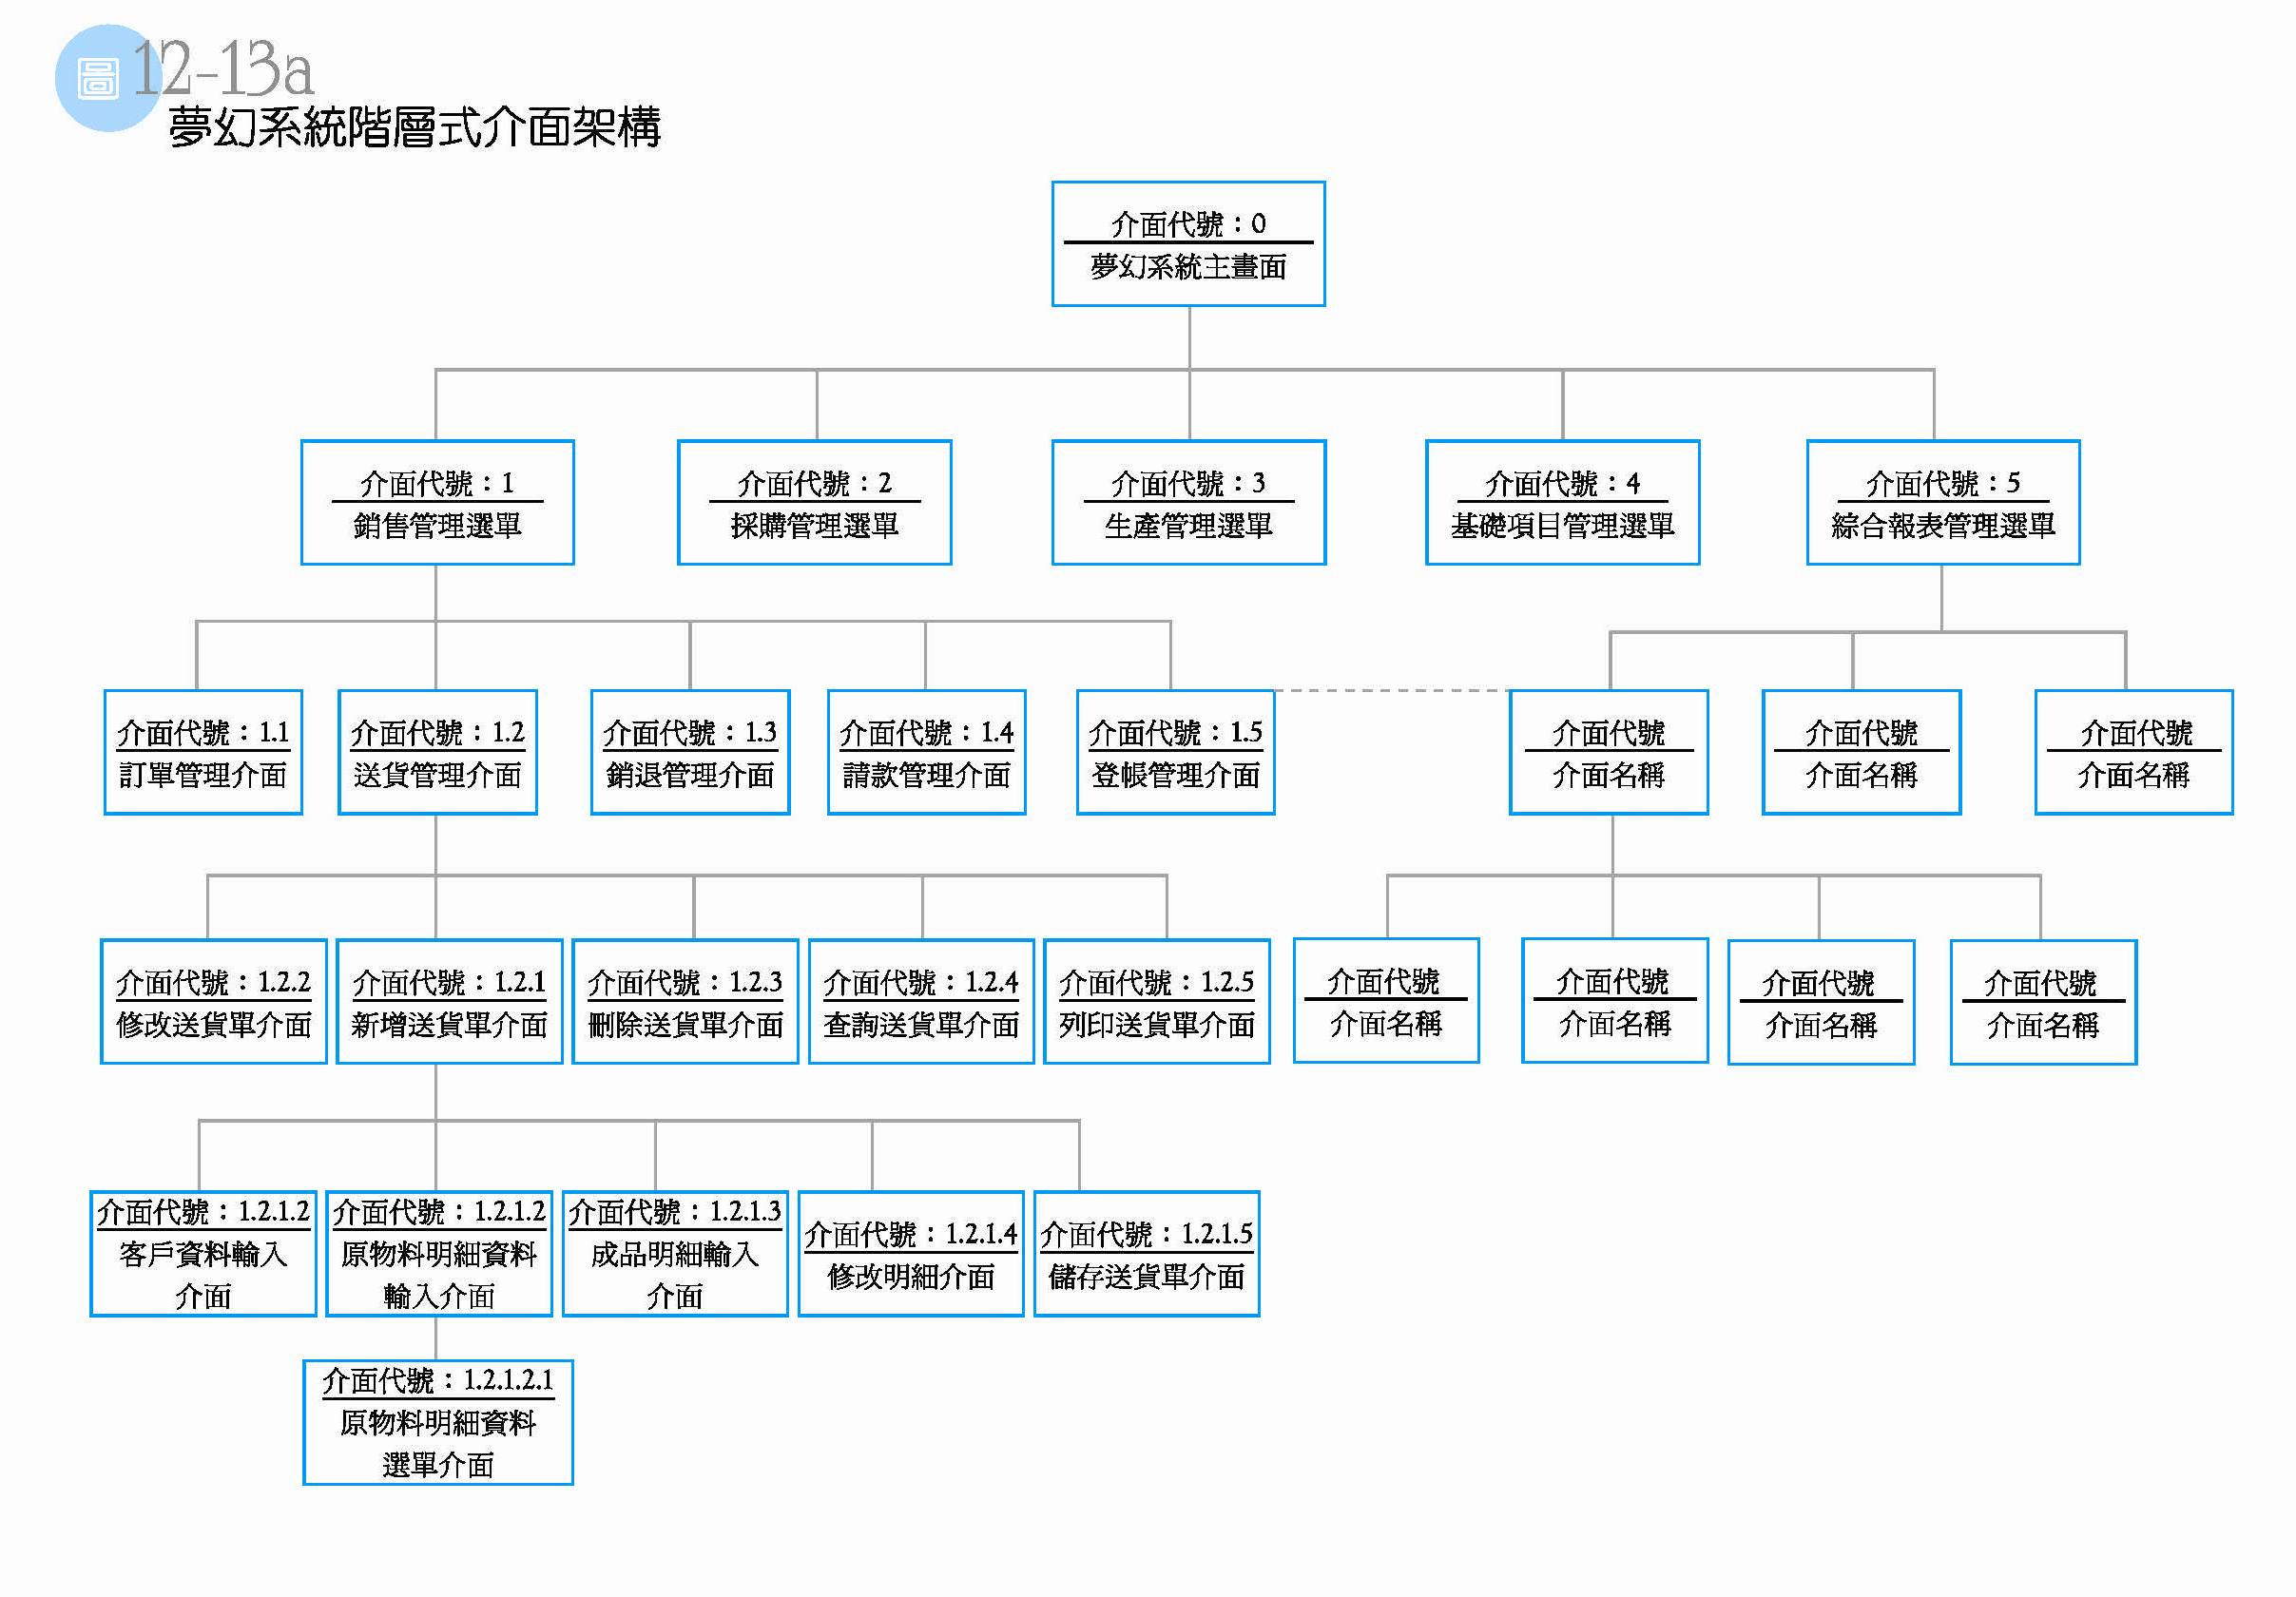 圖 12-13a
夢幻系統階層式介面架構
介面代號：0
夢幻系統主畫面
介面代號：1
銷售管理選單
介面代號：2
採購管理選單
介面代號：3
生產管理選單
介面代號：4
基礎項目管理選單
介面代號：5
綜合報表管理選單
介面代號：1.1
訂單管理介面
介面代號：1.2
送貨管理介面
介面代號：1.3
銷退管理介面
介面代號：1.4
請款管理介面
介面代號：1.5
登帳管理介面
介面代號
介面名稱
介面代號
介面名稱
介面代號
介面名稱
介面代號：1.2.2
修改送貨單介面
介面代號：1.2.1
新增送貨單介面
介面代號：1.2.3
刪除送貨單介面
介面代號：1.2.4
查詢送貨單介面
介面代號：1.2.5
列印送貨單介面
介面代號
介面名稱
介面代號
介面名稱
介面代號
介面名稱
介面代號
介面名稱
介面代號：1.2.1.2
客戶資料輸入
介面
介面代號：1.2.1.2
原物料明細資料
輸入介面
介面代號：1.2.1.3
成品明細輸入
介面
介面代號：1.2.1.4
修改明細介面
介面代號：1.2.1.5
儲存送貨單介面
介面代號：1.2.1.2.1
原物料明細資料
選單介面